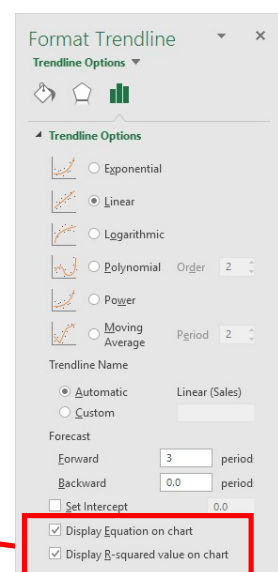 Format Trendline
Trendline Options
Trendline Options
Exponential
Linear
Logarithmic
Polynomial Order 2
Power
Moving
Average Period 2
Trendline Name
Automatic Linear (Sales)
Custom
Forecast
Forward 3 period
Backward 0.0 period
Set Intercept 0.0
Display Equation on chart
Display R-squared value on chart